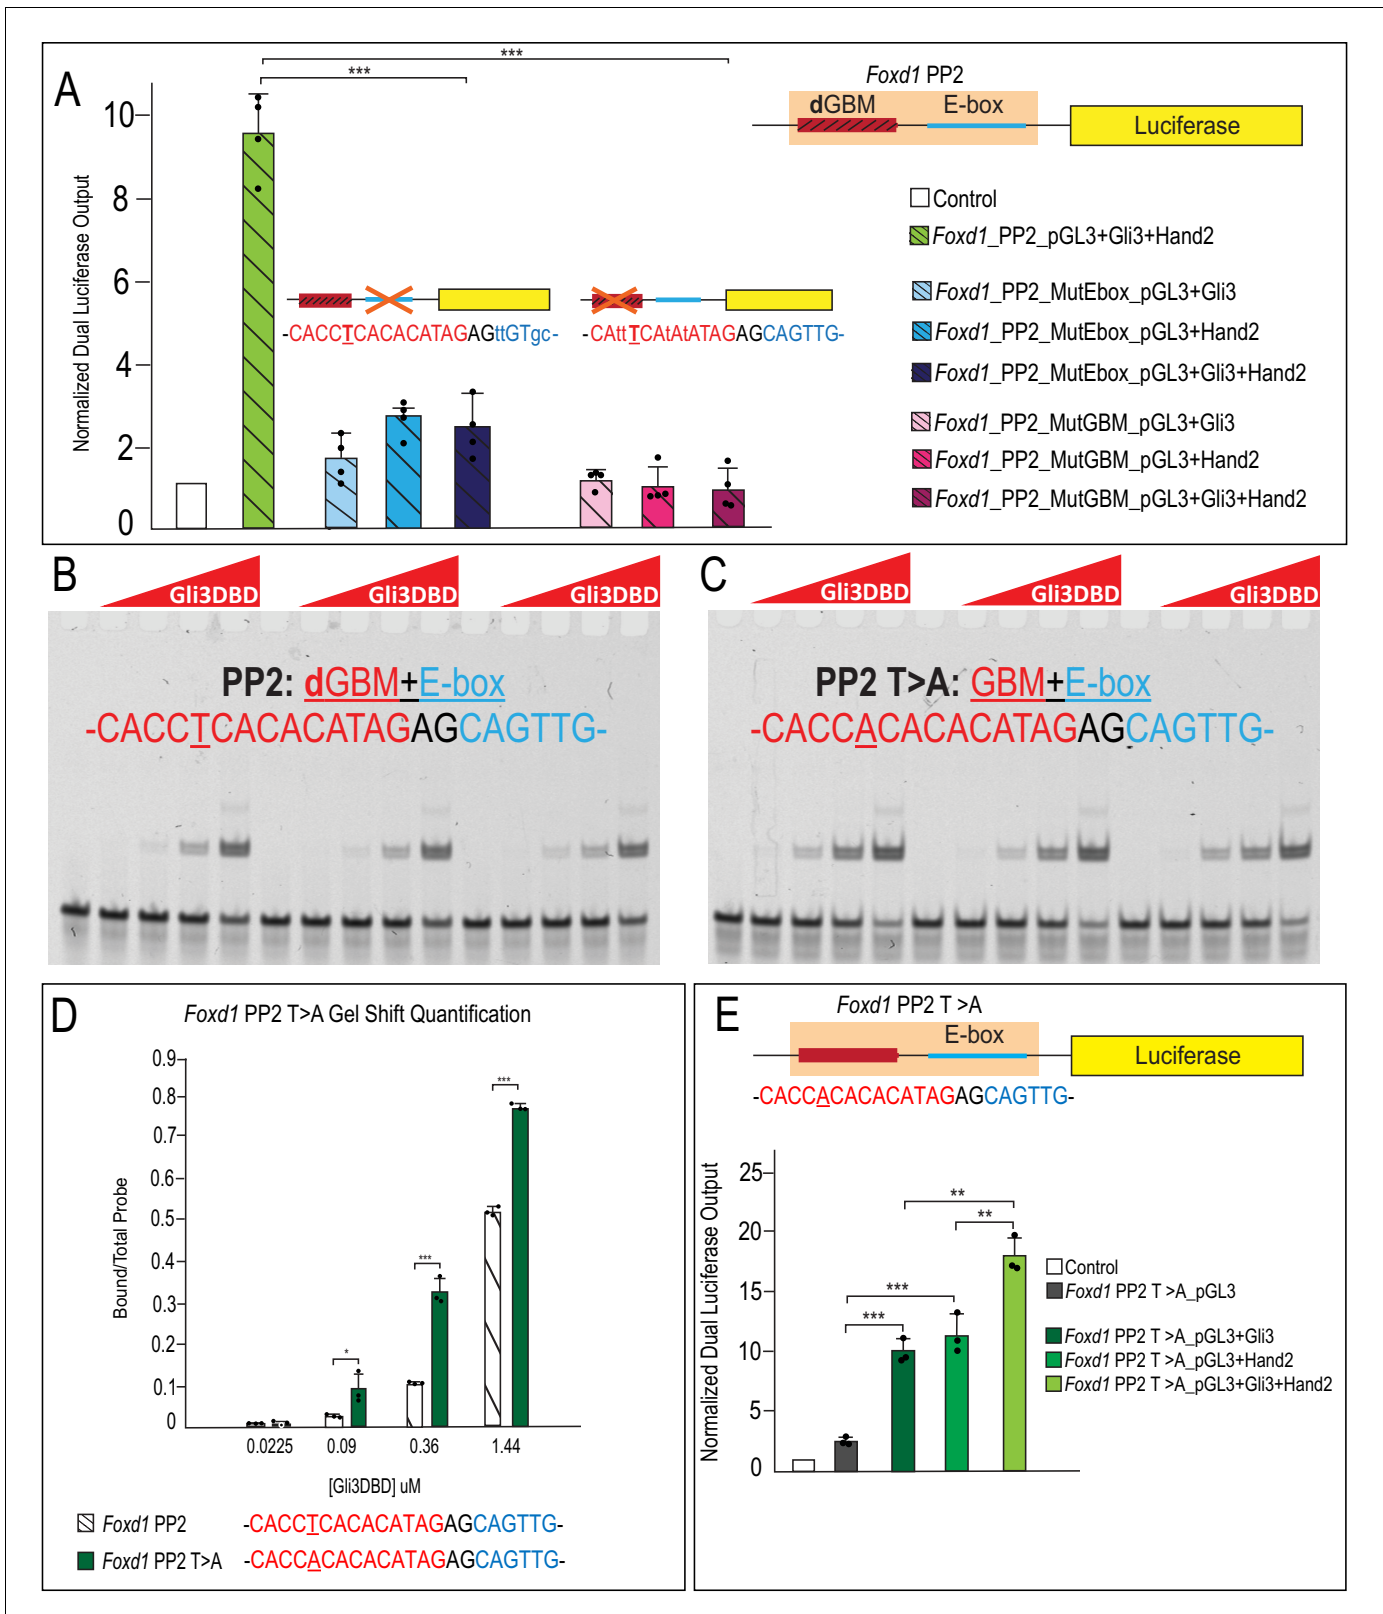 A
***
***
Foxd1 PP2
dGBM E-box
Luciferase
Normalized Dual Luciferase Output
10
8
6
4
2
0
-CACCTCACACATAGAGttGTgc-
-CAttTCAtAtATAGAGCAGTTG-
Control
Foxd1_PP2_pGL3+Gli3+Hand2
Foxd1_PP2_MutEbox_pGL3+Gli3
Foxd1_PP2_MutEbox_pGL3+Hand2
Foxd1_PP2_MutEbox_pGL3+Gli3+Hand2
Foxd1_PP2_MutGBM_pGL3+Gli3
Foxd1_PP2_MutGBM_pGL3+Hand2
Foxd1_PP2_MutGBM_pGL3+Gli3+Hand2
B
Gli3DBD Gli3DBD Gli3DBD
PP2: dGBM+E-box
-CACCTCACACATAGAGCAGTTG-
C
Gli3DBD Gli3DBD Gli3DBD
PP2 T>A: GBM+E-box
-CACCACACACATAGAGCAGTTG-
D
Foxd1 PP2 T>A Gel Shift Quantification
Bound/Total Probe
0.9
0.8
0.7
0.6
0.5
0.4
0.3
0.2
0.1
0
*
***
***
0.0225 0.09 0.36 1.44
[Gli3DBD] uM
Foxd1 PP2 -CACCTCACACATAGAGCAGTTG-
Foxd1 PP2 T>A -CACCACACACATAGAGCAGTTG-
E
Foxd1 PP2 T >A
E-box
Luciferase
-CACCACACACATAGAGCAGTTG-
Normalized Dual Luciferase Output
25
20
15
10
5
0
**
**
***
***
Control
Foxd1 PP2 T >A_pGL3
Foxd1 PP2 T >A_pGL3+Gli3
Foxd1 PP2 T >A_pGL3+Hand2
Foxd1 PP2 T >A_pGL3+Gli3+Hand2